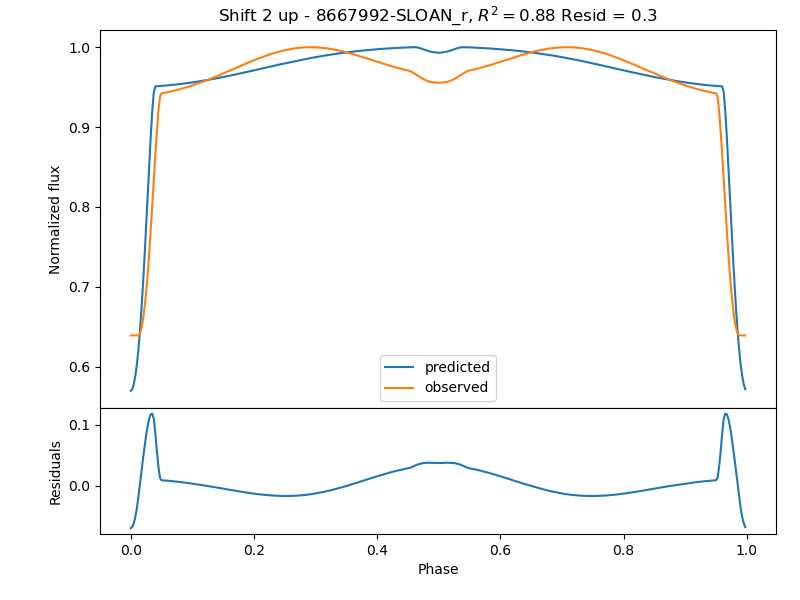 Shift 2 up - 8667992-SLOAN_r, R² = 0.88 Resid = 0.3
1.0
0.9
0.8
0.7
0.6
Normalized flux
predicted
observed
0.1
0.0
Residuals
0.0 0.2 0.4 0.6 0.8 1.0
Phase